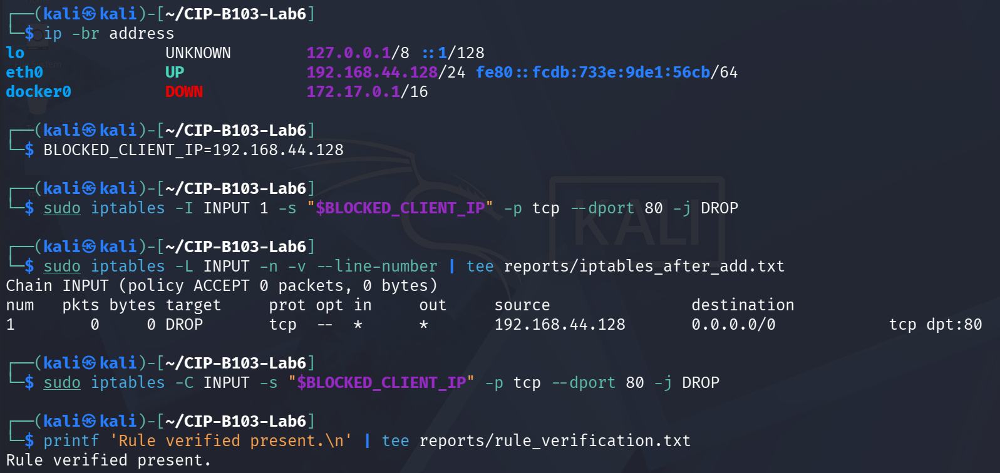 ┌──(kali㉿kali)-[~/CIP-B103-Lab6]
└─$ ip -br address
lo               UNKNOWN        127.0.0.1/8 ::1/128
eth0             UP             192.168.44.128/24 fe80::fcdb:733e:9de1:56cb/64
docker0          DOWN           172.17.0.1/16
┌──(kali㉿kali)-[~/CIP-B103-Lab6]
└─$ BLOCKED_CLIENT_IP=192.168.44.128
┌──(kali㉿kali)-[~/CIP-B103-Lab6]
└─$ sudo iptables -I INPUT 1 -s "$BLOCKED_CLIENT_IP" -p tcp --dport 80 -j DROP
┌──(kali㉿kali)-[~/CIP-B103-Lab6]
└─$ sudo iptables -L INPUT -n -v --line-number | tee reports/iptables_after_add.txt
Chain INPUT (policy ACCEPT 0 packets, 0 bytes)
num   pkts bytes target     prot opt in     out     source               destination
1        0     0 DROP       tcp  --  *      *       192.168.44.128       0.0.0.0/0            tcp dpt:80
┌──(kali㉿kali)-[~/CIP-B103-Lab6]
└─$ sudo iptables -C INPUT -s "$BLOCKED_CLIENT_IP" -p tcp --dport 80 -j DROP
┌──(kali㉿kali)-[~/CIP-B103-Lab6]
└─$ printf 'Rule verified present.\n' | tee reports/rule_verification.txt
Rule verified present.
KALI